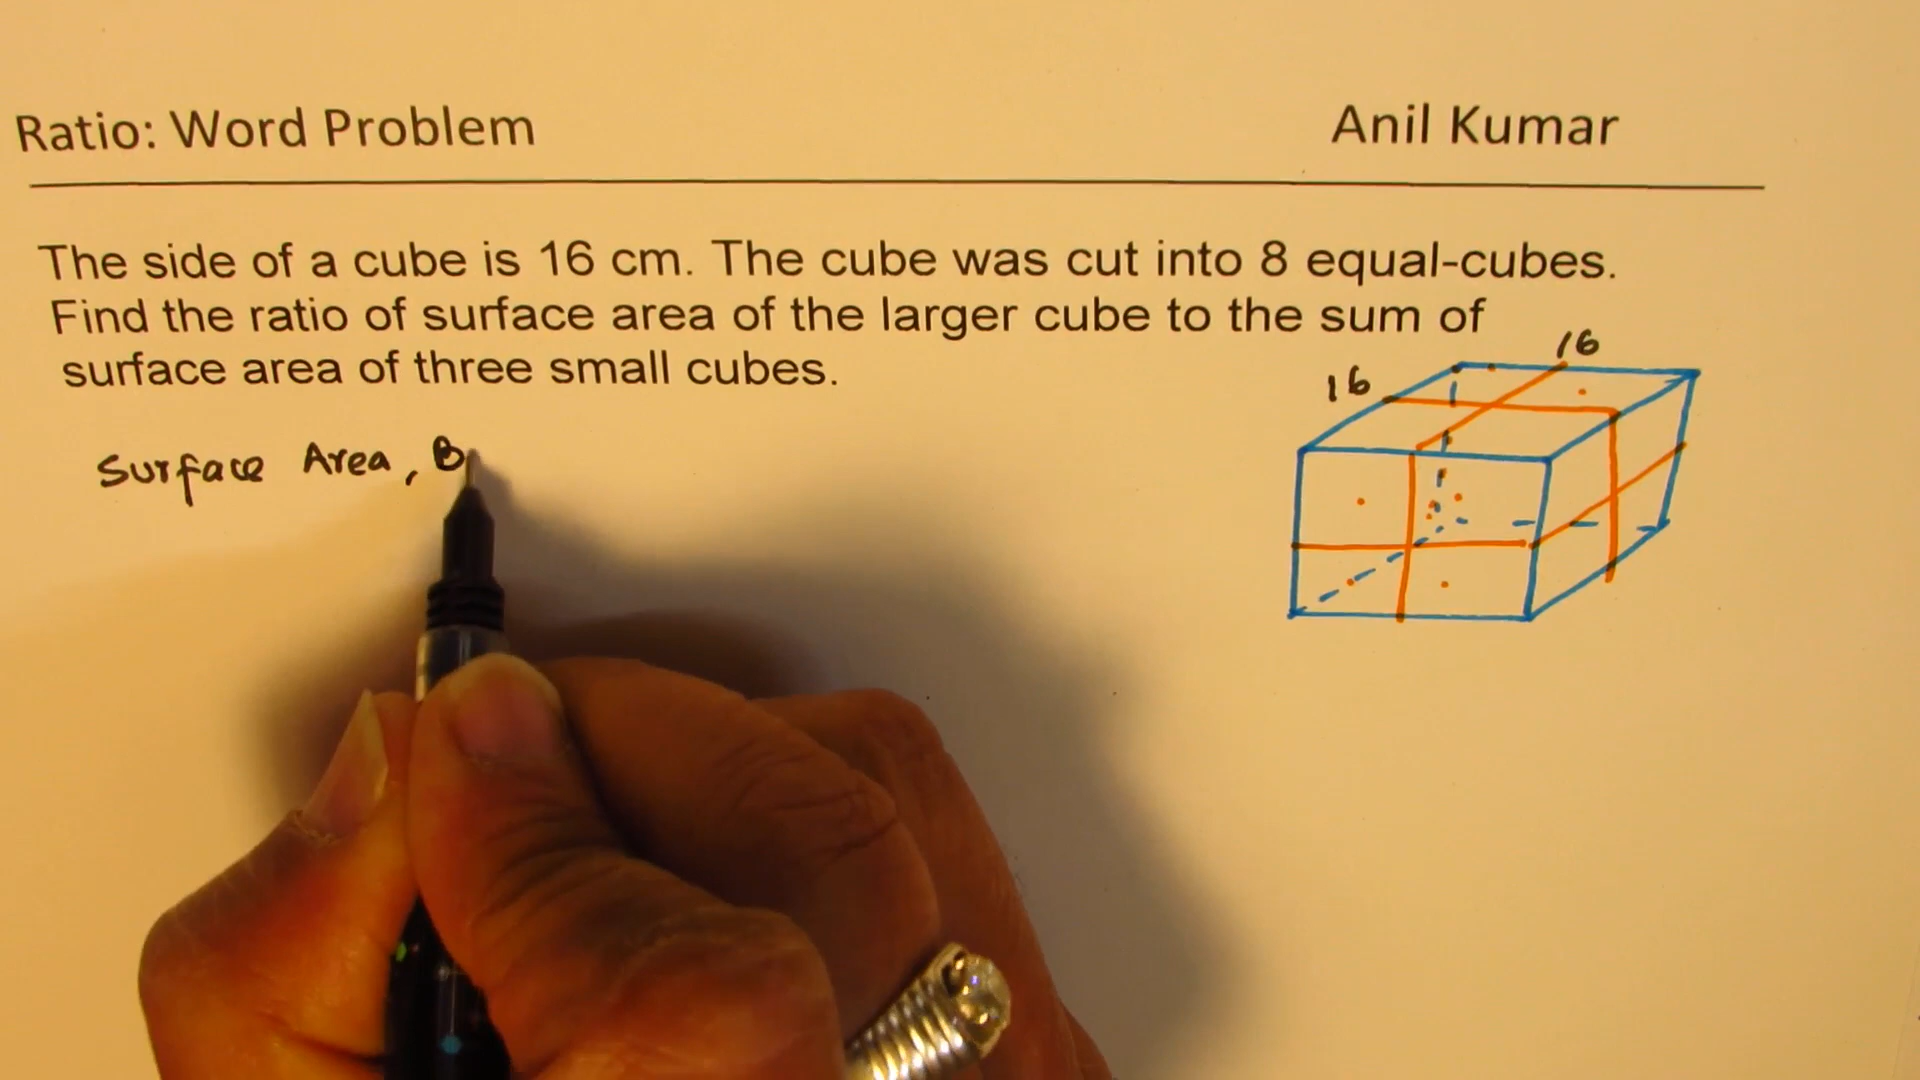 Ratio: Word Problem Anil Kumar
The side of a cube is 16 cm. The cube was cut into 8 equal-cubes.
Find the ratio of surface area of the larger cube to the sum of
surface area of three small cubes.
16
16
Surface Area, B